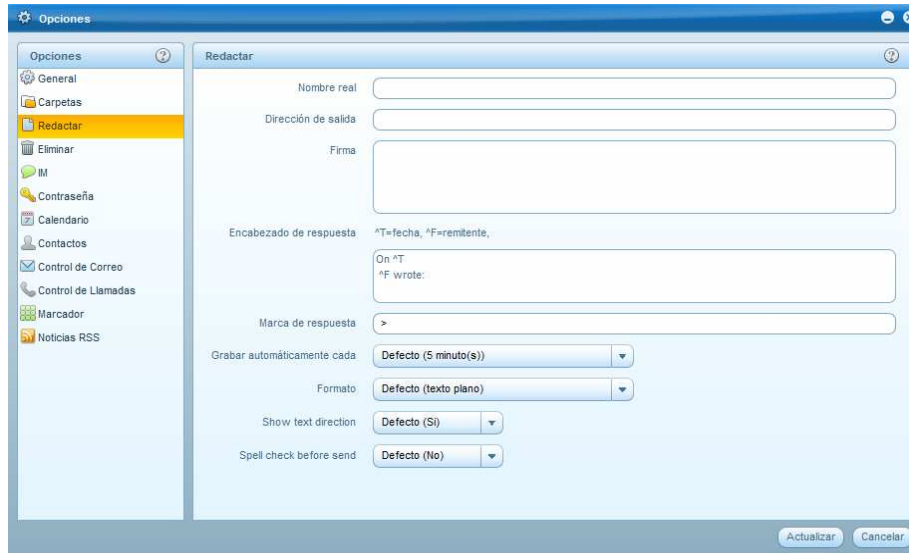 Opciones
Opciones ?
General
Carpetas
Redactar
Eliminar
IM
Contraseña
7 Calendario
Contactos
Control de Correo
Control de Llamadas
Marcador
Noticias RSS
Redactar ?
Nombre real
Dirección de salida
Firma
Encabezado de respuesta ^T=fecha, ^F=remitente,
On ^T
^F wrote:
Marca de respuesta >
Grabar automáticamente cada Defecto (5 minuto(s))
Formato Defecto (texto plano)
Show text direction Defecto (Si)
Spell check before send Defecto (No)
Actualizar Cancelar